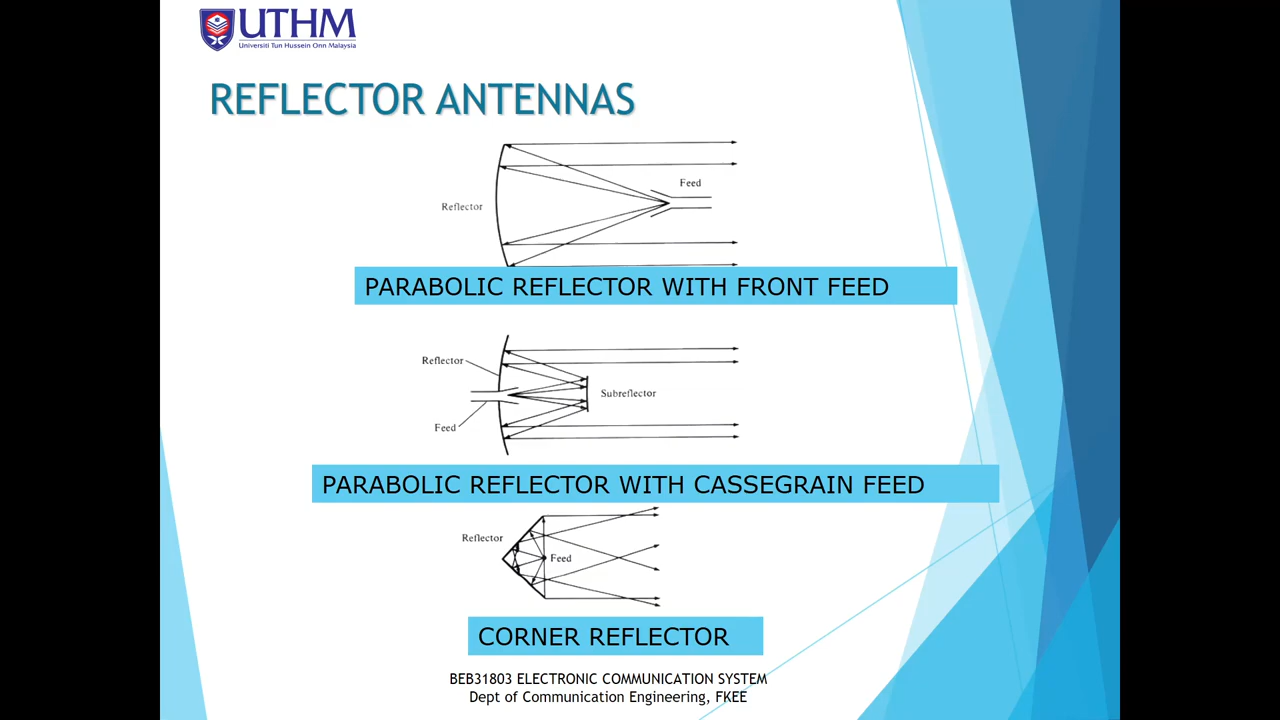 UTHM
Universiti Tun Hussein Onn Malaysia
REFLECTOR ANTENNAS
Feed
Reflector
PARABOLIC REFLECTOR WITH FRONT FEED
Reflector
Subreflector
Feed
PARABOLIC REFLECTOR WITH CASSEGRAIN FEED
Reflector
Feed
CORNER REFLECTOR
BEB31803 ELECTRONIC COMMUNICATION SYSTEM
Dept of Communication Engineering, FKEE